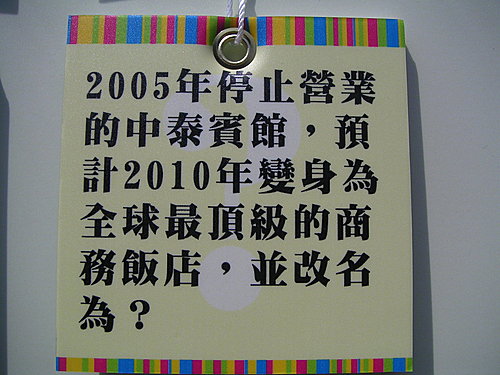 2005年停止營業
的中泰賓館，預
計2010年變身為
全球最頂級的商
務飯店，並改名
為？